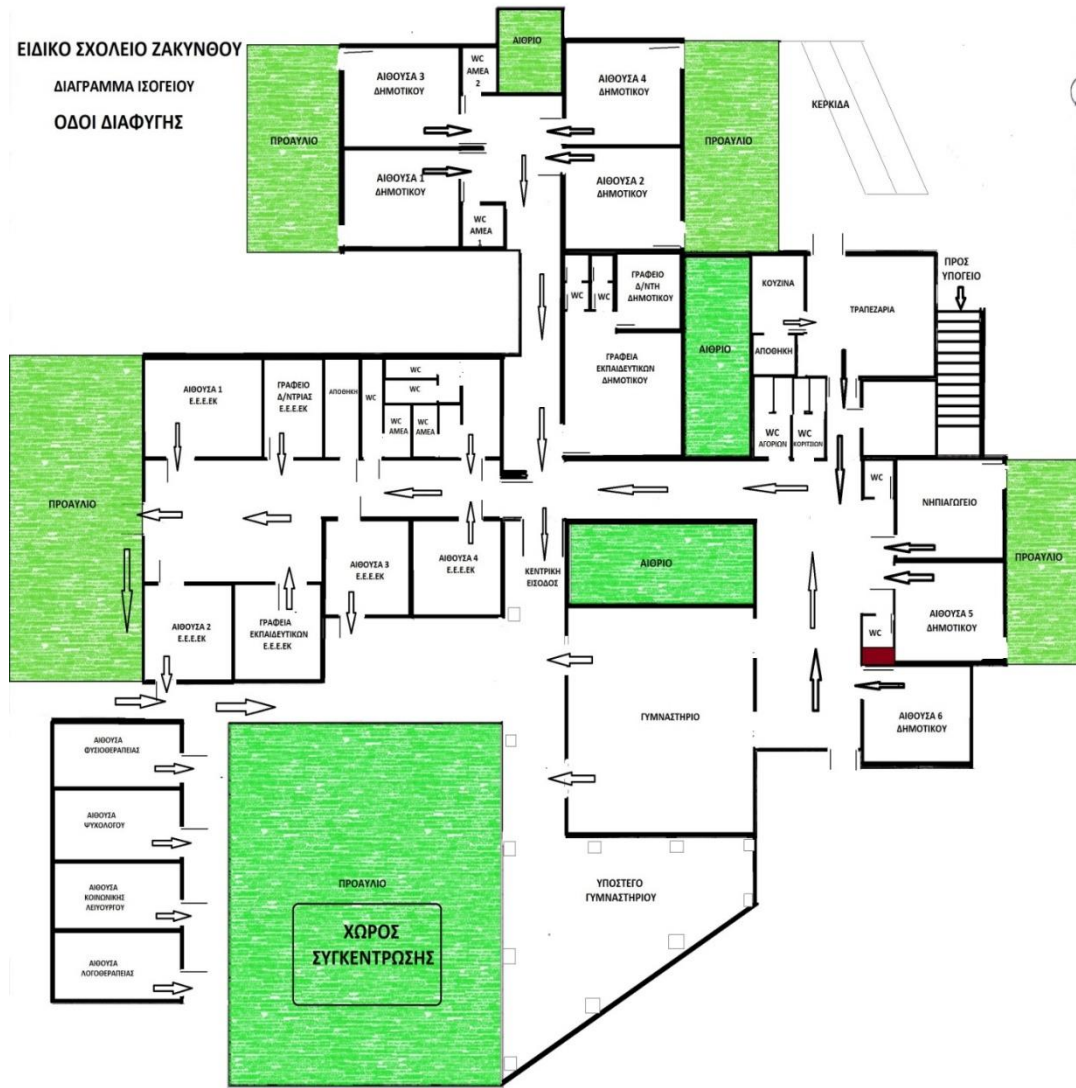 ΕΙΔΙΚΟ ΣΧΟΛΕΙΟ ΖΑΚΥΝΘΟΥ
ΔΙΑΓΡΑΜΜΑ ΙΣΟΓΕΙΟΥ
ΟΔΟΙ ΔΙΑΦΥΓΗΣ
ΑΙΘΡΙΟ
ΑΙΘΟΥΣΑ 3
ΔΗΜΟΤΙΚΟΥ
WC
ΑΜΕΑ
2
ΑΙΘΟΥΣΑ 4
ΔΗΜΟΤΙΚΟΥ
ΚΕΡΚΙΔΑ
ΠΡΟΑΥΛΙΟ
ΠΡΟΑΥΛΙΟ
ΑΙΘΟΥΣΑ 1
ΔΗΜΟΤΙΚΟΥ
ΑΙΘΟΥΣΑ 2
ΔΗΜΟΤΙΚΟΥ
WC
ΑΜΕΑ
1
ΠΡΟΣ
ΥΠΟΓΕΙΟ
WC
WC
ΓΡΑΦΕΙΟ
Δ/ΝΤΗ
ΔΗΜΟΤΙΚΟΥ
ΚΟΥΖΙΝΑ
ΤΡΑΠΕΖΑΡΙΑ
ΑΙΘΡΙΟ
ΑΠΟΘΗΚΗ
ΓΡΑΦΕΙΑ
ΕΚΠΑΙΔΕΥΤΙΚΩΝ
ΔΗΜΟΤΙΚΟΥ
ΑΙΘΟΥΣΑ 1
Ε.Ε.Ε.ΕΚ
ΓΡΑΦΕΙΟ
Δ/ΝΤΡΙΑΣ
Ε.Ε.Ε.ΕΚ
ΑΠΟΘΗΚΗ
WC
WC
WC
WC
ΑΜΕΑ
WC
ΑΜΕΑ
WC
ΑΓΟΡΙΩΝ
WC
ΚΟΡΙΤΣΙΩΝ
ΠΡΟΑΥΛΙΟ
WC
ΝΗΠΙΑΓΩΓΕΙΟ
ΠΡΟΑΥΛΙΟ
ΑΙΘΟΥΣΑ 3
Ε.Ε.Ε.ΕΚ
ΑΙΘΟΥΣΑ 4
Ε.Ε.Ε.ΕΚ
ΚΕΝΤΡΙΚΗ
ΕΙΣΟΔΟΣ
ΑΙΘΡΙΟ
ΑΙΘΟΥΣΑ 2
Ε.Ε.Ε.ΕΚ
ΓΡΑΦΕΙΑ
ΕΚΠΑΙΔΕΥΤΙΚΩΝ
Ε.Ε.Ε.ΕΚ
WC
ΑΙΘΟΥΣΑ 5
ΔΗΜΟΤΙΚΟΥ
ΓΥΜΝΑΣΤΗΡΙΟ
ΑΙΘΟΥΣΑ 6
ΔΗΜΟΤΙΚΟΥ
ΑΙΘΟΥΣΑ
ΦΥΣΙΟΘΕΡΑΠΕΙΑΣ
ΑΙΘΟΥΣΑ
ΨΥΧΟΛΟΓΟΥ
ΑΙΘΟΥΣΑ
ΚΟΙΝΩΝΙΚΗΣ
ΛΕΙΥΟΥΡΓΟΥ
ΑΙΘΟΥΣΑ
ΛΟΓΟΘΕΡΑΠΕΙΑΣ
ΠΡΟΑΥΛΙΟ
ΧΩΡΟΣ
ΣΥΓΚΕΝΤΡΩΣΗΣ
ΥΠΟΣΤΕΓΟ
ΓΥΜΝΑΣΤΗΡΙΟΥ